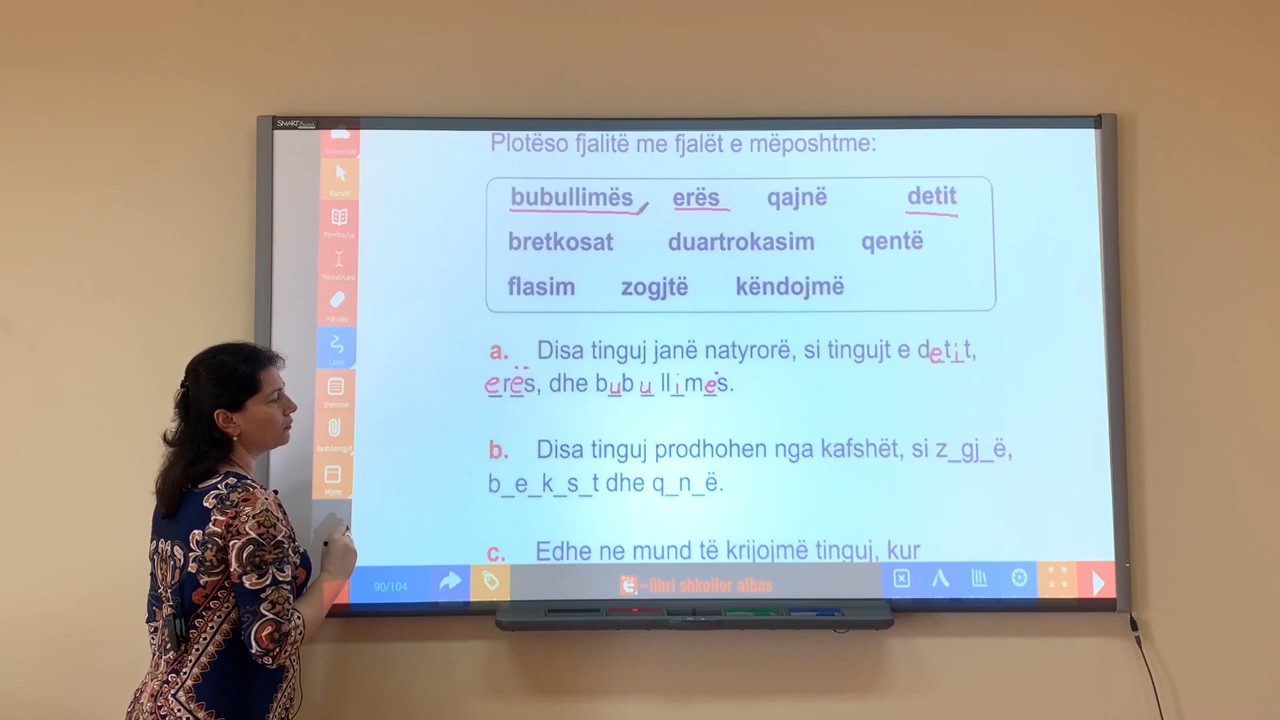 SMART Board
Plotëso fjalitë me fjalët e mëposhtme:
bubullimës erës qajnë detit
bretkosat duartrokasim qentë
flasim zogjtë këndojmë
a. Disa tinguj janë natyrorë, si tingujt e detit,
erës, dhe bubullimës.
b. Disa tinguj prodhohen nga kafshët, si z_gj_ë,
b_e_k_s_t dhe q_n_ë.
c. Edhe ne mund të krijojmë tinguj, kur
90/104
ë-libri shkollor albas